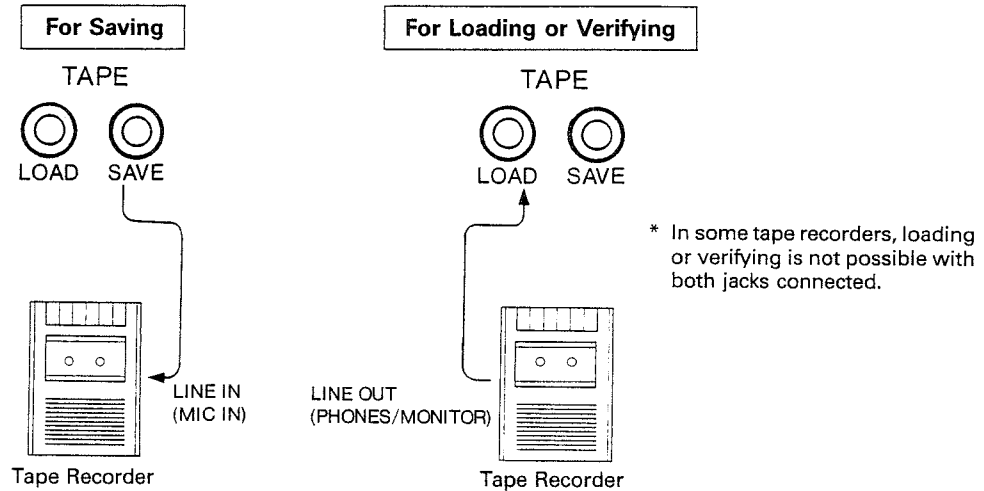 For Saving
TAPE
LOAD SAVE
LINE IN
(MIC IN)
Tape Recorder
For Loading or Verifying
TAPE
LOAD SAVE
LINE OUT
(PHONES/MONITOR)
Tape Recorder
* In some tape recorders, loading
or verifying is not possible with
both jacks connected.